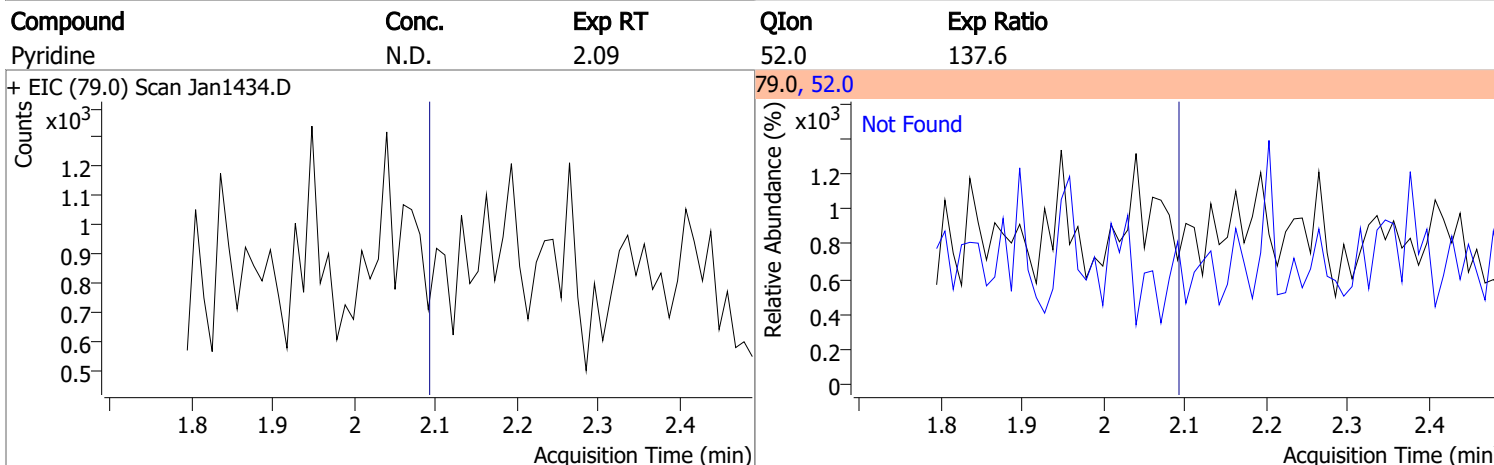 Compound Conc. Exp RT QIon Exp Ratio
Pyridine N.D. 2.09 52.0 137.6
+ EIC (79.0) Scan Jan1434.D
Counts
x10³
1.2
1.1
1
0.9
0.8
0.7
0.6
0.5
1.8 1.9 2 2.1 2.2 2.3 2.4
Acquisition Time (min)
79.0, 52.0
Relative Abundance (%)
x10³
Not Found
1.2
1
0.8
0.6
0.4
0.2
0
1.8 1.9 2 2.1 2.2 2.3 2.4
Acquisition Time (min